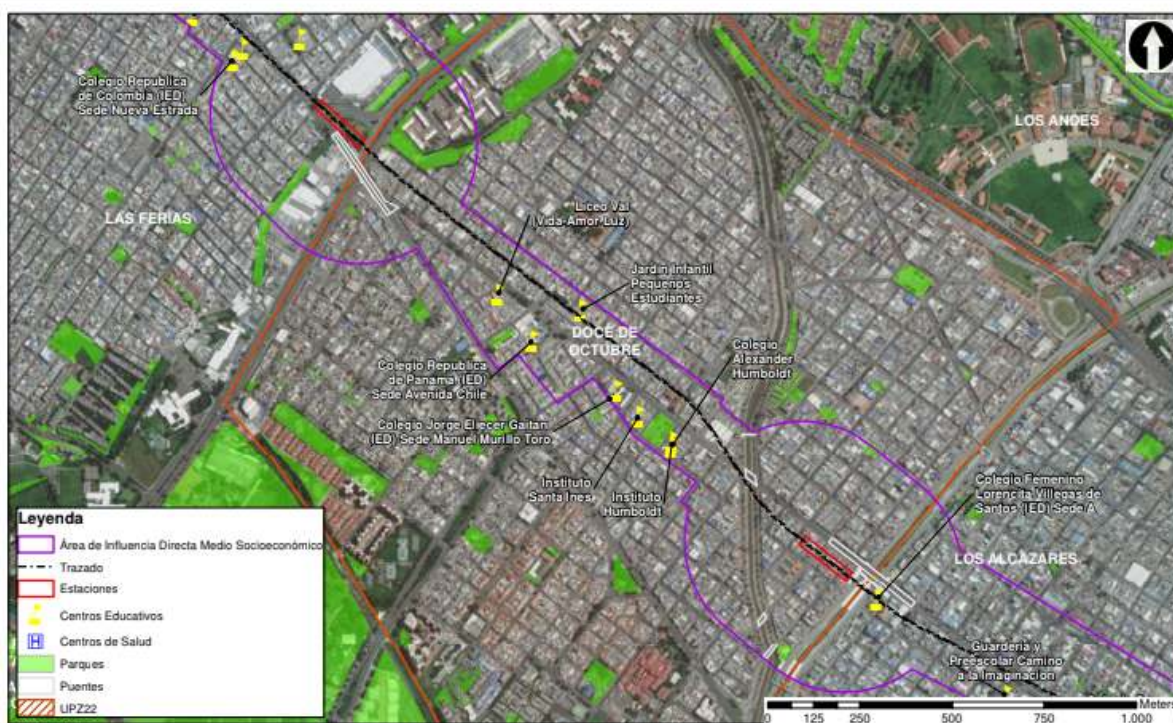 Colegio Republica
de Colombia (IED)
Sede Nueva Estrada
LOS ANDES
LAS FERIAS
Liceo Val
(Vida-Amor-Luz)
Jardin Infantil
Pequenos
Estudiantes
DOCE DE
OCTUBRE
Colegio
Alexander
Humboldt
Colegio Republica
de Panama (IED)
Sede Avenida Chile
Colegio Jorge Eliecer Gaitan
(IED) Sede Manuel Murillo Toro
Instituto
Santa Ines
Instituto
Humboldt
Colegio Femenino
Lorencita Villegas de
Santos (IED) Sede A
LOS ALCAZARES
Guarderia y
Preescolar Camino
a la Imaginacion
Leyenda
Área de Influencia Directa Medio Socioeconómico
Trazado
Estaciones
Centros Educativos
H Centros de Salud
Parques
Puentes
UPZ22
0 125 250 500 750 1.000